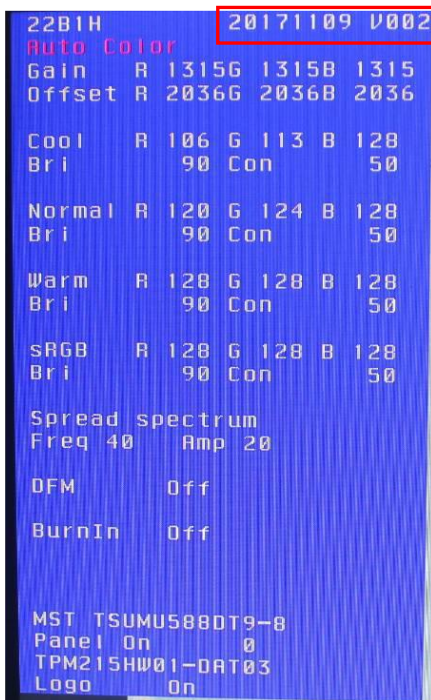 22B1H 20171109 V002
Auto Color
Gain R 1315G 1315B 1315
Offset R 2036G 2036B 2036
Cool R 106 G 113 B 128
Bri 90 Con 50
Normal R 120 G 124 B 128
Bri 90 Con 50
Warm R 128 G 128 B 128
Bri 90 Con 50
sRGB R 128 G 128 B 128
Bri 90 Con 50
Spread spectrum
Freq 40 Amp 20
DFM Off
BurnIn Off
MST TSUMU588DT9-8
Panel On 0
TPM215HW01-DAT03
Logo On